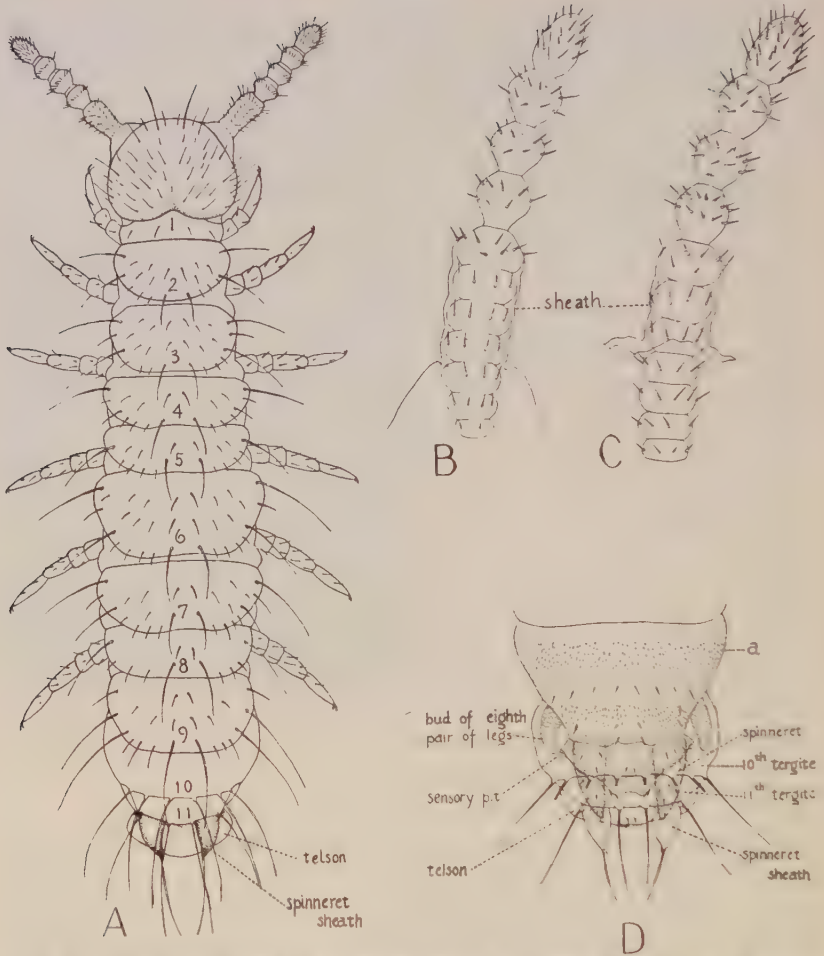 1
2
3
4
5
6
7
8
9
10
11
telson
spinneret
sheath
A
sheath
B
C
a
bud of eighth
pair of legs
sensory pit
telson
spinneret
10th tergite
11th tergite
spinneret
sheath
D